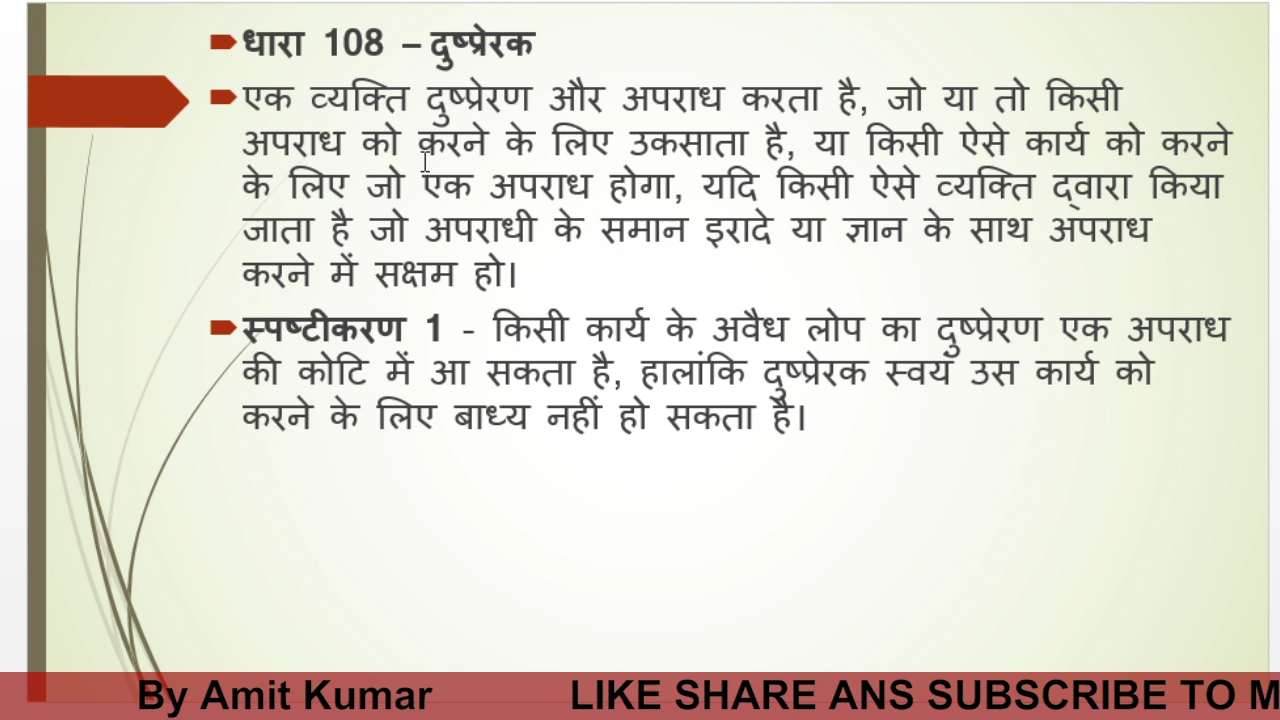 धारा 108 – दुष्प्रेरक
एक व्यक्ति दुष्प्रेरण और अपराध करता है, जो या तो किसी
अपराध को करने के लिए उकसाता है, या किसी ऐसे कार्य को करने
के लिए जो एक अपराध होगा, यदि किसी ऐसे व्यक्ति द्वारा किया
जाता है जो अपराधी के समान इरादे या ज्ञान के साथ अपराध
करने में सक्षम हो।
स्पष्टीकरण 1 - किसी कार्य के अवैध लोप का दुष्प्रेरण एक अपराध
की कोटि में आ सकता है, हालांकि दुष्प्रेरक स्वयं उस कार्य को
करने के लिए बाध्य नहीं हो सकता है।
By Amit Kumar LIKE SHARE ANS SUBSCRIBE TO M